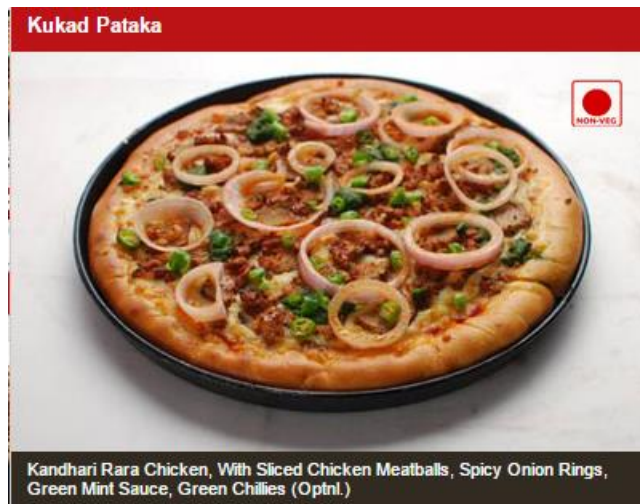 Kukad Pataka
NON-VEG
Kandhari Rara Chicken, With Sliced Chicken Meatballs, Spicy Onion Rings,
Green Mint Sauce, Green Chillies (Optnl.)